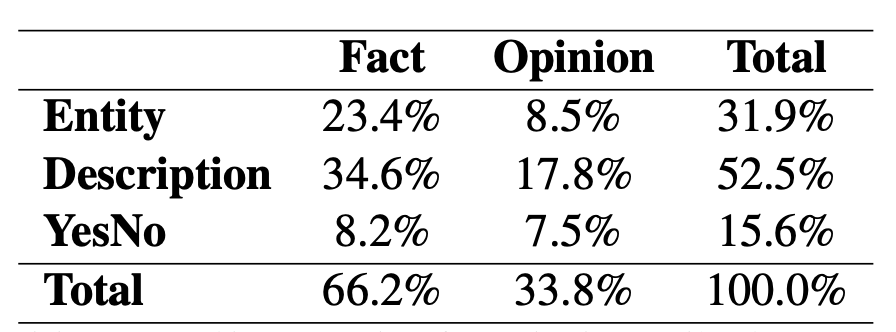 Fact Opinion Total
Entity 23.4% 8.5% 31.9%
Description 34.6% 17.8% 52.5%
YesNo 8.2% 7.5% 15.6%
Total 66.2% 33.8% 100.0%